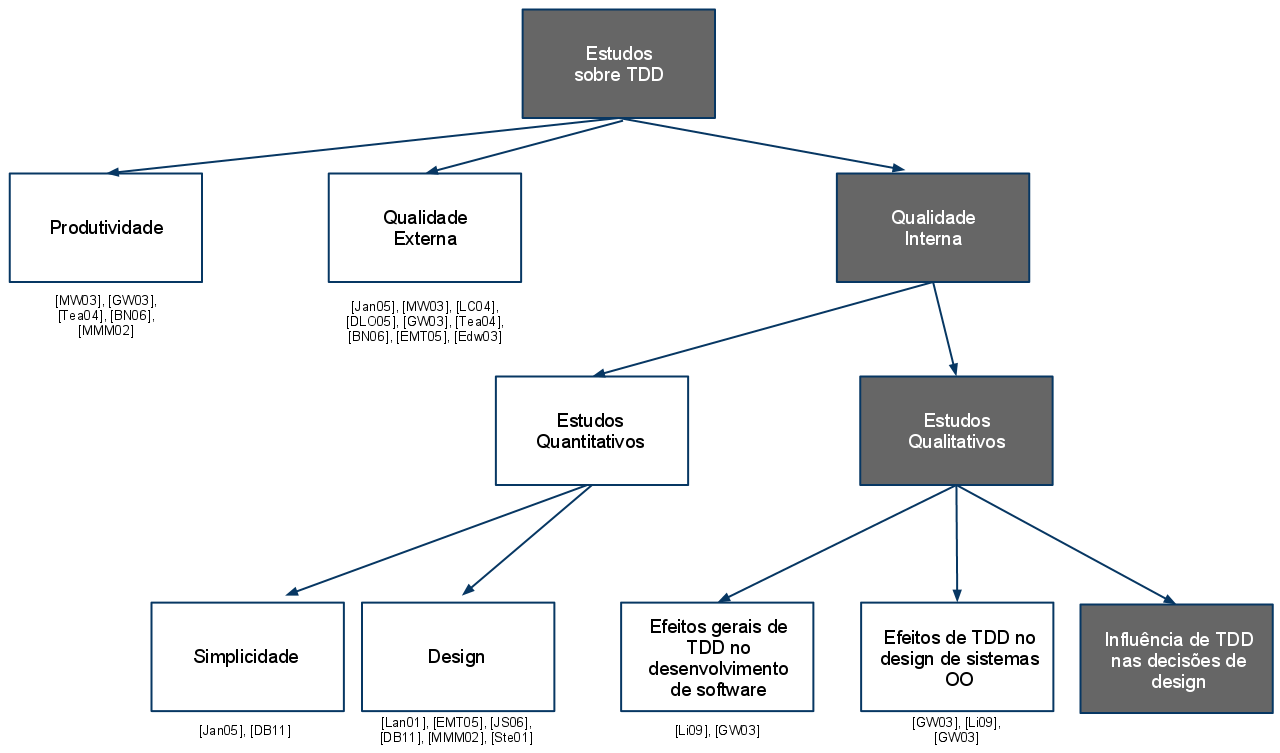 Estudos
sobre TDD
Produtividade
[MW03], [GW03],
[Tea04], [BN06],
[MMM02]
Qualidade
Externa
[Jan05], [MW03], [LC04],
[DLO05], [GW03], [Tea04],
[BN06], [EMT05], [Edw03]
Qualidade
Interna
Estudos
Quantitativos
Estudos
Qualitativos
Simplicidade
[Jan05], [DB11]
Design
[Lan01], [EMT05], [JS06],
[DB11], [MMM02], [Ste01]
Efeitos gerais de
TDD no
desenvolvimento
de software
[Li09], [GW03]
Efeitos de TDD no
design de sistemas
OO
[GW03], [Li09],
[GW03]
Influência de TDD
nas decisões de
design